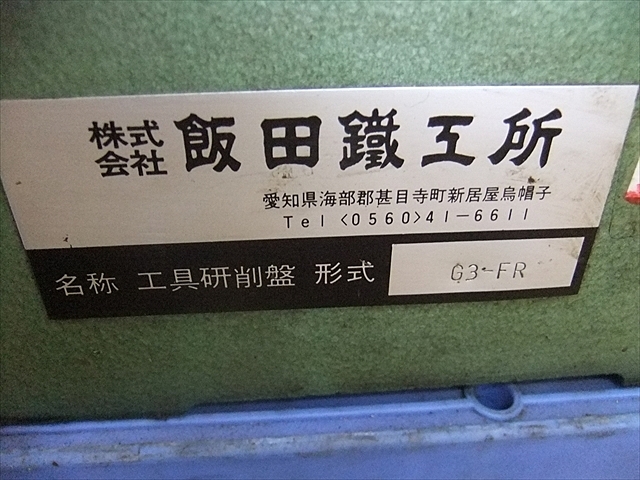 株式会社 飯田鐵工所
愛知県海部郡甚目寺町新居屋烏帽子
Tel <0560>41-6611
名称 工具研削盤 形式 G3-FR